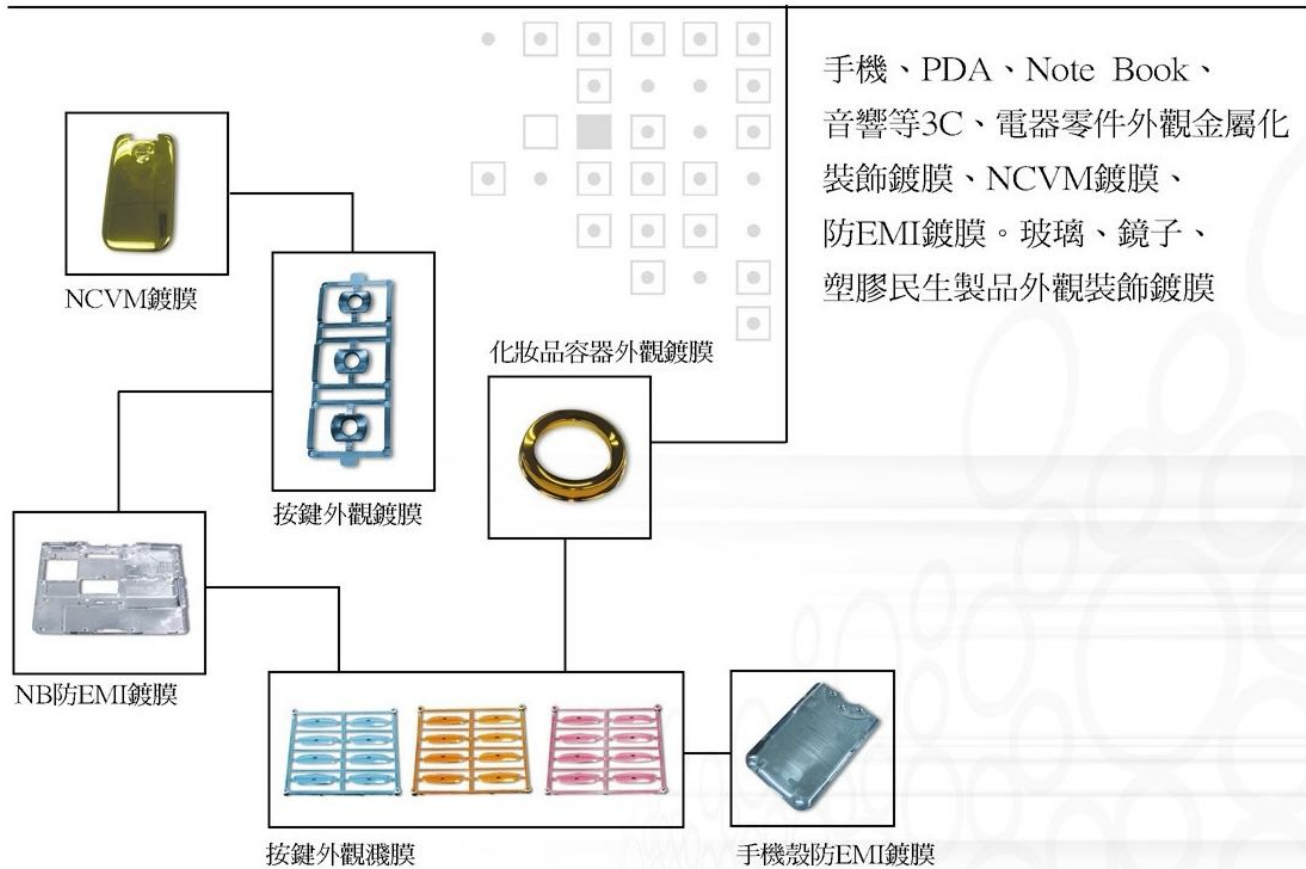 手機、PDA、Note Book、
音響等3C、電器零件外觀金屬化
裝飾鍍膜、NCVM鍍膜、
防EMI鍍膜。玻璃、鏡子、
塑膠民生製品外觀裝飾鍍膜
NCVM鍍膜
化妝品容器外觀鍍膜
按鍵外觀鍍膜
NB防EMI鍍膜
按鍵外觀濺膜
手機殼防EMI鍍膜